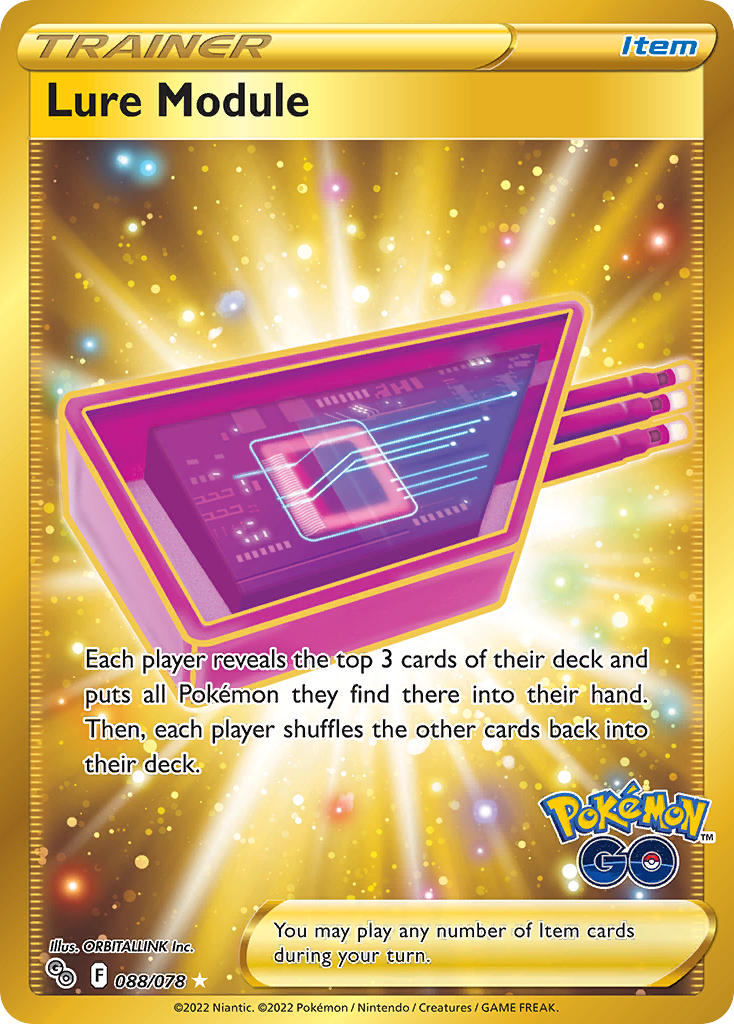 TRAINER
Item
Lure Module
Each player reveals the top 3 cards of their deck and
puts all Pokémon they find there into their hand.
Then, each player shuffles the other cards back into
their deck.
POKéMON™
GO
You may play any number of Item cards
during your turn.
Illus. ORBITALLINK Inc.
GO F 088/078 ★
©2022 Niantic. ©2022 Pokémon / Nintendo / Creatures / GAME FREAK.